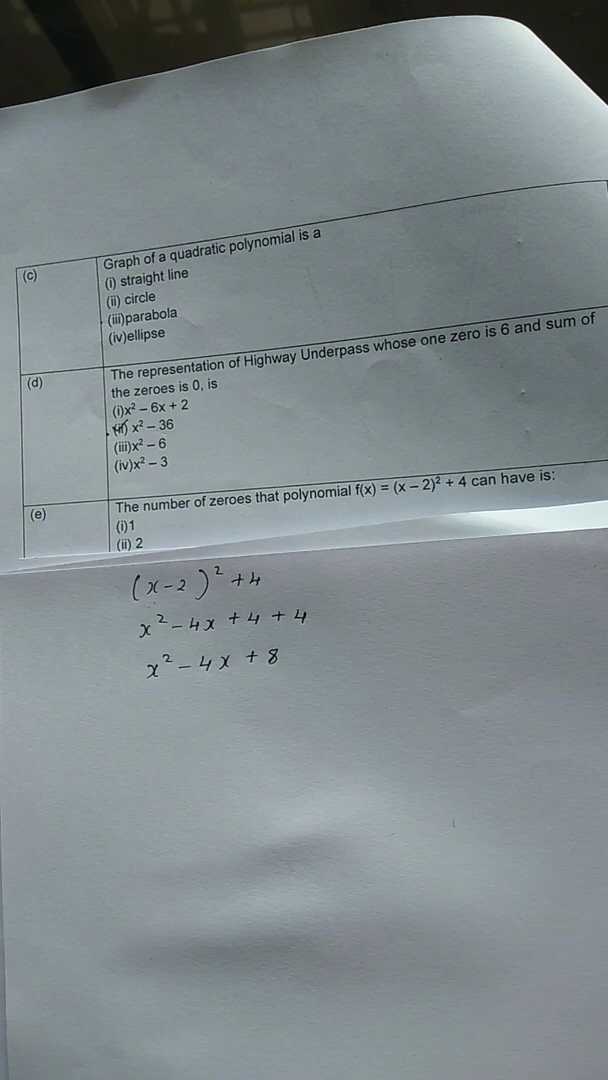 (c)
Graph of a quadratic polynomial is a
(i) straight line
(ii) circle
(iii)parabola
(iv)ellipse
(d)
The representation of Highway Underpass whose one zero is 6 and sum of
the zeroes is 0, is
(i)x² – 6x + 2
(ii) x² – 36
(iii)x² – 6
(iv)x² – 3
(e)
The number of zeroes that polynomial f(x) = (x – 2)² + 4 can have is:
(i)1
(ii) 2
(x-2)² +4
x² - 4x + 4 + 4
x² - 4x + 8